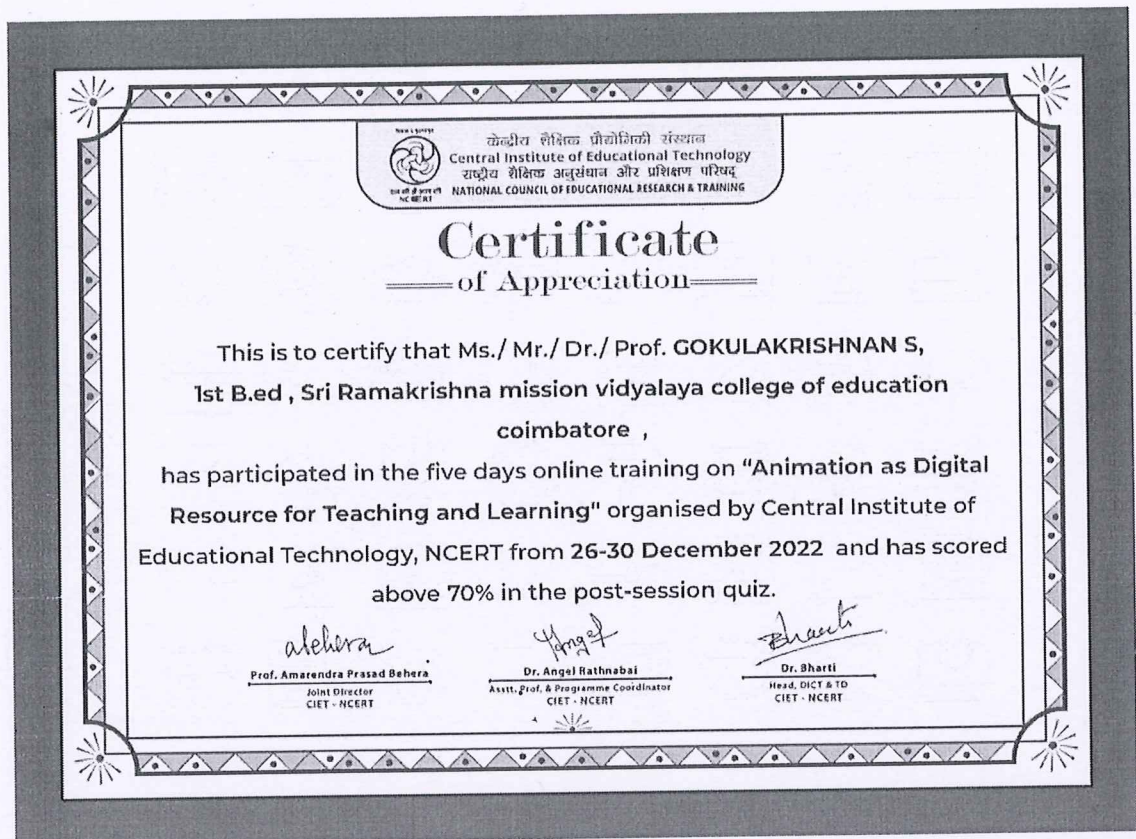 केन्द्रीय शैक्षिक प्रौद्योगिकी संस्थान
Central Institute of Educational Technology
राष्ट्रीय शैक्षिक अनुसंधान और प्रशिक्षण परिषद्
NATIONAL COUNCIL OF EDUCATIONAL RESEARCH & TRAINING
NCERT
Certificate
of Appreciation
This is to certify that Ms./ Mr./ Dr./ Prof. GOKULAKRISHNAN S,
1st B.ed , Sri Ramakrishna mission vidyalaya college of education
coimbatore ,
has participated in the five days online training on "Animation as Digital
Resource for Teaching and Learning" organised by Central Institute of
Educational Technology, NCERT from 26-30 December 2022 and has scored
above 70% in the post-session quiz.
Prof. Amarendra Prasad Behera
Joint Director
CIET - NCERT
Dr. Angel Rathnabai
Asstt. Prof. & Programme Coordinator
CIET - NCERT
Dr. Bharti
Head, DICT & TD
CIET - NCERT